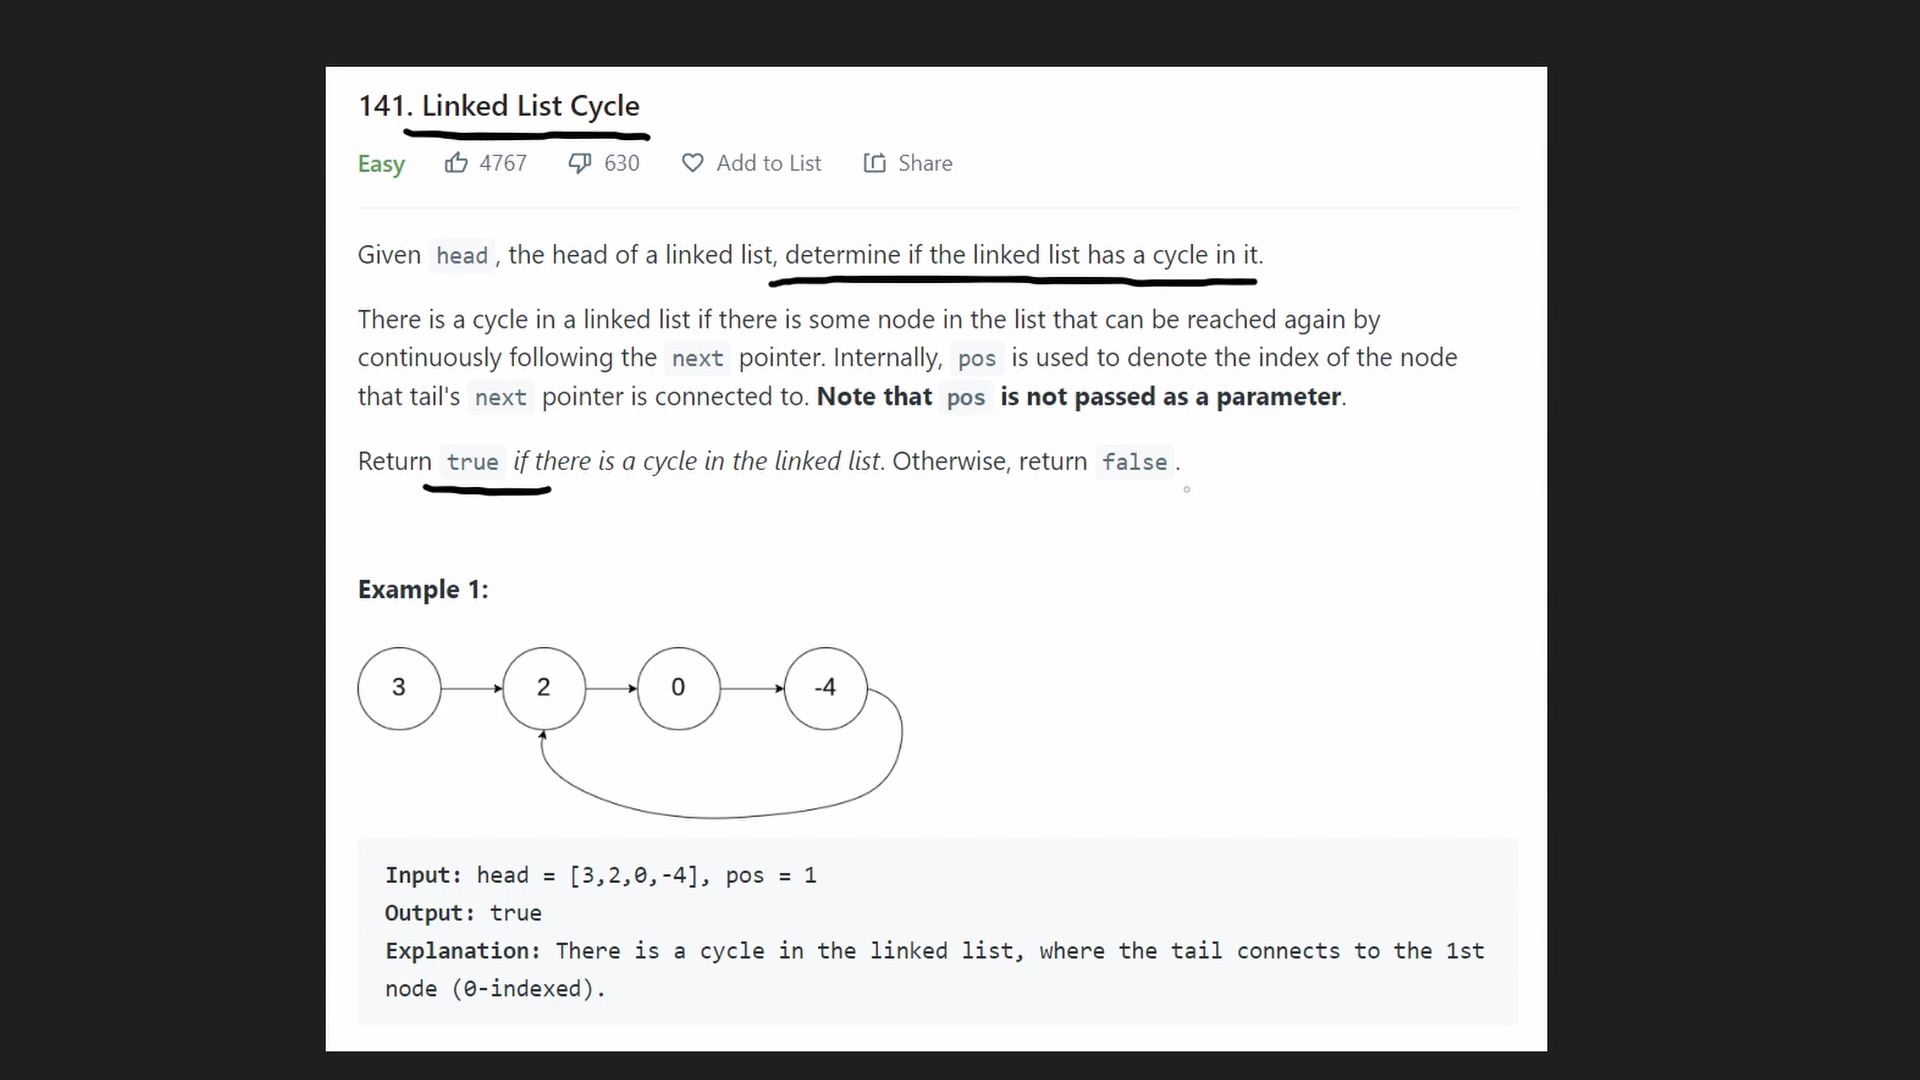 141. Linked List Cycle
Easy 4767 630 Add to List Share
Given head, the head of a linked list, determine if the linked list has a cycle in it.
There is a cycle in a linked list if there is some node in the list that can be reached again by
continuously following the next pointer. Internally, pos is used to denote the index of the node
that tail's next pointer is connected to. Note that pos is not passed as a parameter.
Return true if there is a cycle in the linked list. Otherwise, return false.
Example 1:
3 2 0 -4
Input: head = [3,2,0,-4], pos = 1
Output: true
Explanation: There is a cycle in the linked list, where the tail connects to the 1st
node (0-indexed).